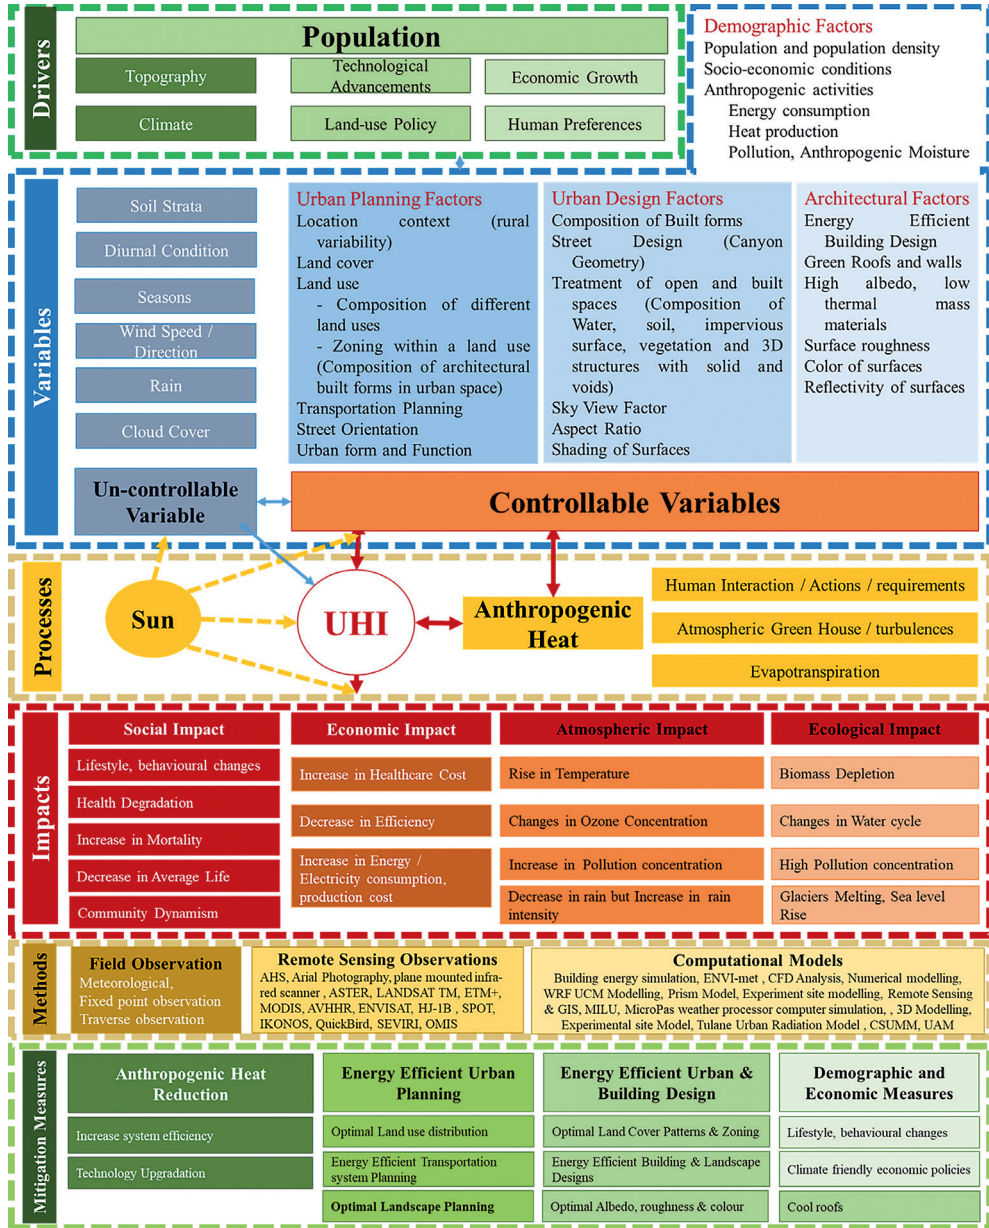 Drivers
Population
Topography
Technological
Advancements
Economic Growth
Climate
Land-use Policy
Human Preferences
Demographic Factors
Population and population density
Socio-economic conditions
Anthropogenic activities
Energy consumption
Heat production
Pollution, Anthropogenic Moisture
Variables
Soil Strata
Diurnal Condition
Seasons
Wind Speed /
Direction
Rain
Cloud Cover
Un-controllable
Variable
Urban Planning Factors
Location context (rural
variability)
Land cover
Land use
- Composition of different
land uses
- Zoning within a land use
(Composition of architectural
built forms in urban space)
Transportation Planning
Street Orientation
Urban form and Function
Urban Design Factors
Composition of Built forms
Street Design (Canyon
Geometry)
Treatment of open and built
spaces (Composition of
Water, soil, impervious
surface, vegetation and 3D
structures with solid and
voids)
Sky View Factor
Aspect Ratio
Shading of Surfaces
Architectural Factors
Energy Efficient
Building Design
Green Roofs and walls
High albedo, low
thermal mass
materials
Surface roughness
Color of surfaces
Reflectivity of surfaces
Controllable Variables
Processes
Sun
UHI
Anthropogenic
Heat
Human Interaction / Actions / requirements
Atmospheric Green House / turbulences
Evapotranspiration
Impacts
Social Impact
Lifestyle, behavioural changes
Health Degradation
Increase in Mortality
Decrease in Average Life
Community Dynamism
Economic Impact
Increase in Healthcare Cost
Decrease in Efficiency
Increase in Energy /
Electricity consumption,
production cost
Atmospheric Impact
Rise in Temperature
Changes in Ozone Concentration
Increase in Pollution concentration
Decrease in rain but Increase in rain
intensity
Ecological Impact
Biomass Depletion
Changes in Water cycle
High Pollution concentration
Glaciers Melting, Sea level
Rise
Methods
Field Observation
Meteorological,
Fixed point observation
Traverse observation
Remote Sensing Observations
AHS, Arial Photography, plane mounted infra-
red scanner , ASTER, LANDSAT TM, ETM+,
MODIS, AVHHR, ENVISAT, HJ-1B , SPOT,
IKONOS, QuickBird, SEVIRI, OMIS
Computational Models
Building energy simulation, ENVI-met , CFD Analysis, Numerical modelling,
WRF UCM Modelling, Prism Model, Experiment site modelling, Remote Sensing
& GIS, MILU, MicroPas weather processor computer simulation, , 3D Modelling,
Experimental site Model, Tulane Urban Radiation Model , CSUMM, UAM
Mitigation Measures
Anthropogenic Heat
Reduction
Increase system efficiency
Technology Upgradation
Energy Efficient Urban
Planning
Optimal Land use distribution
Energy Efficient Transportation
system Planning
Optimal Landscape Planning
Energy Efficient Urban &
Building Design
Optimal Land Cover Patterns & Zoning
Energy Efficient Building & Landscape
Designs
Optimal Albedo, roughness & colour
Demographic and
Economic Measures
Lifestyle, behavioural changes
Climate friendly economic policies
Cool roofs